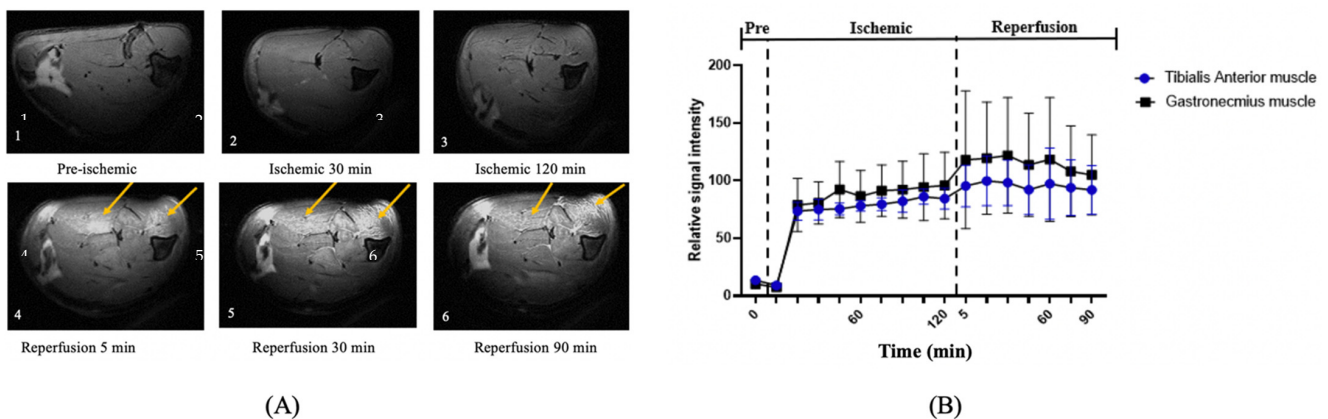 1
2
1
2
3
3
Pre-ischemic
Ischemic 30 min
Ischemic 120 min
4
5
6
4
5
6
Reperfusion 5 min
Reperfusion 30 min
Reperfusion 90 min
(A)
Pre
Ischemic
Reperfusion
200
150
100
50
0
Relative signal intensity
0
60
120
5
60
90
Time (min)
Tibialis Anterior muscle
Gastronecmius muscle
(B)